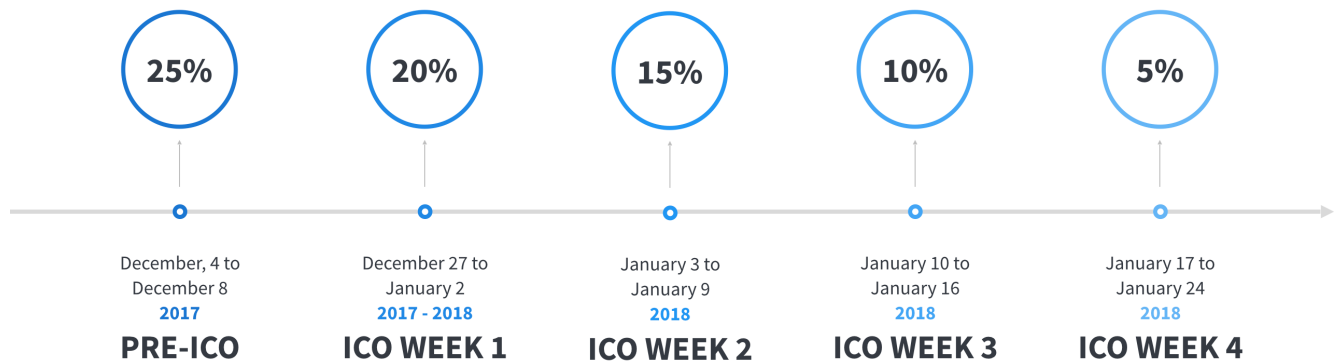 25%
20%
15%
10%
5%
December, 4 to
December 8
2017
PRE-ICO
December 27 to
January 2
2017 - 2018
ICO WEEK 1
January 3 to
January 9
2018
ICO WEEK 2
January 10 to
January 16
2018
ICO WEEK 3
January 17 to
January 24
2018
ICO WEEK 4